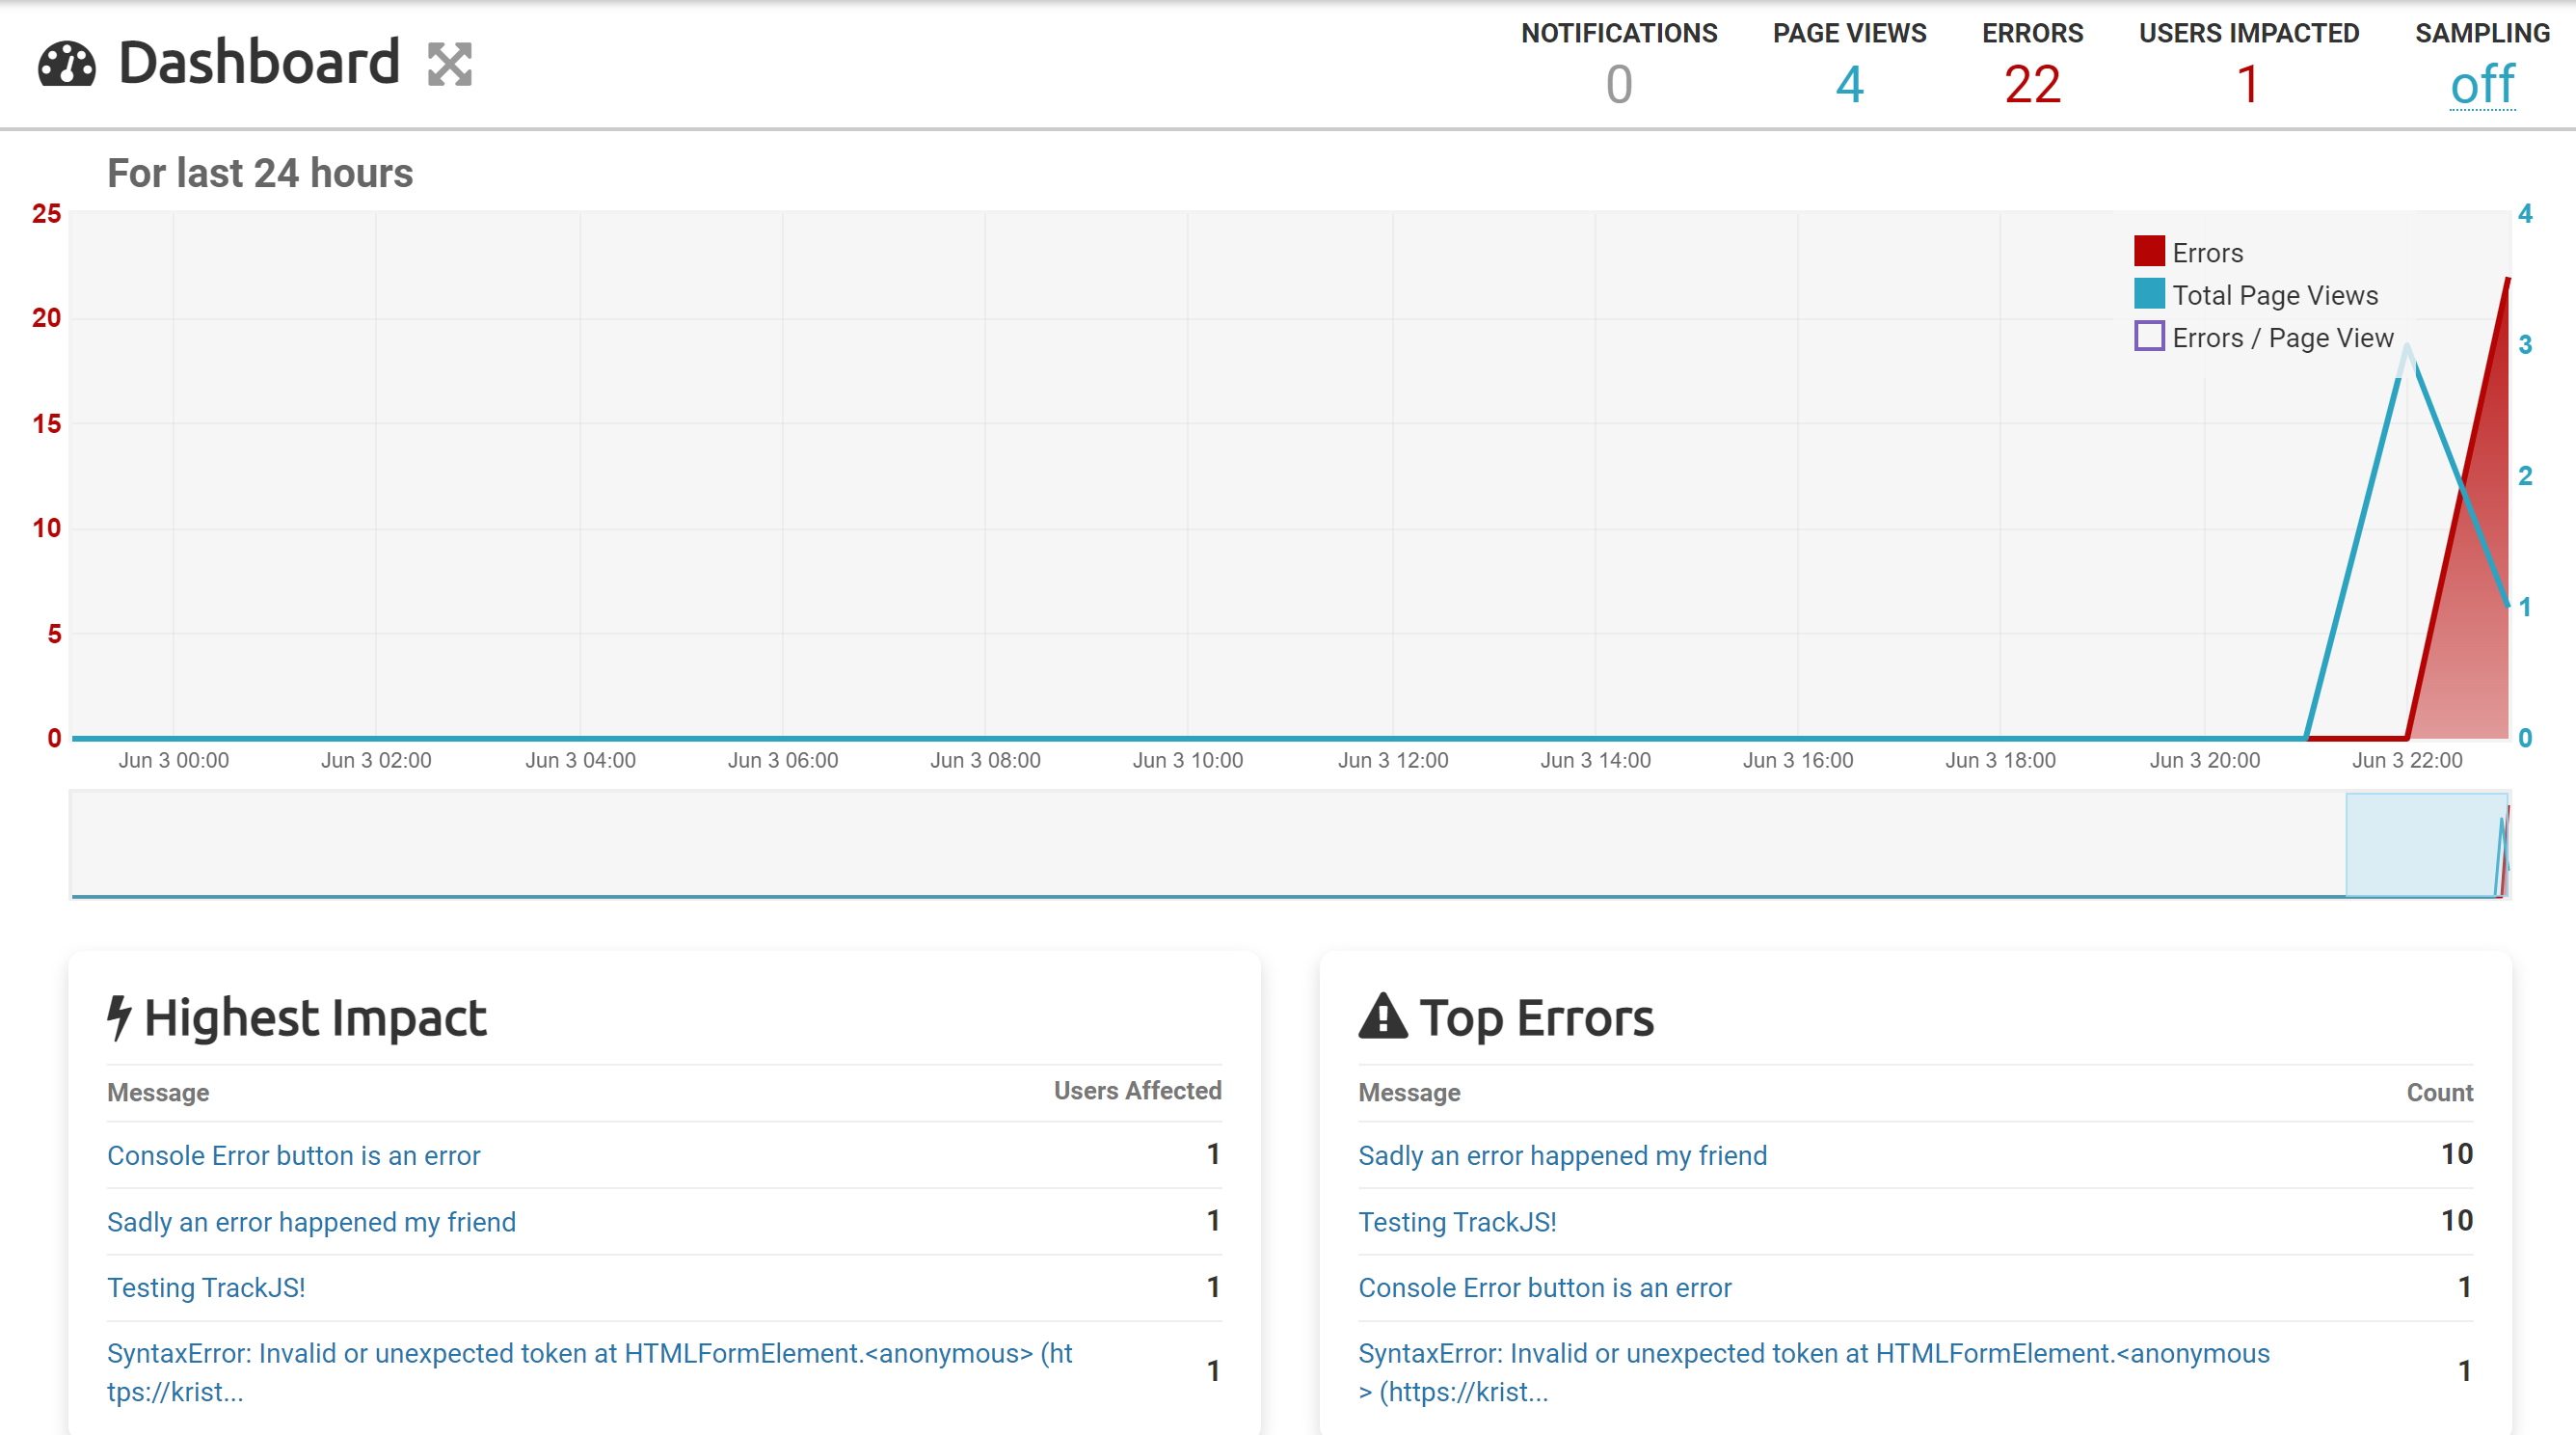 Dashboard
NOTIFICATIONS
0
PAGE VIEWS
4
ERRORS
22
USERS IMPACTED
1
SAMPLING
off
For last 24 hours
25
20
15
10
5
0
4
3
2
1
0
Errors
Total Page Views
Errors / Page View
Jun 3 00:00
Jun 3 02:00
Jun 3 04:00
Jun 3 06:00
Jun 3 08:00
Jun 3 10:00
Jun 3 12:00
Jun 3 14:00
Jun 3 16:00
Jun 3 18:00
Jun 3 20:00
Jun 3 22:00
Highest Impact
Message Users Affected
Console Error button is an error 1
Sadly an error happened my friend 1
Testing TrackJS! 1
SyntaxError: Invalid or unexpected token at HTMLFormElement.<anonymous> (ht
tps://krist...
1
Top Errors
Message Count
Sadly an error happened my friend 10
Testing TrackJS! 10
Console Error button is an error 1
SyntaxError: Invalid or unexpected token at HTMLFormElement.<anonymous
> (https://krist...
1